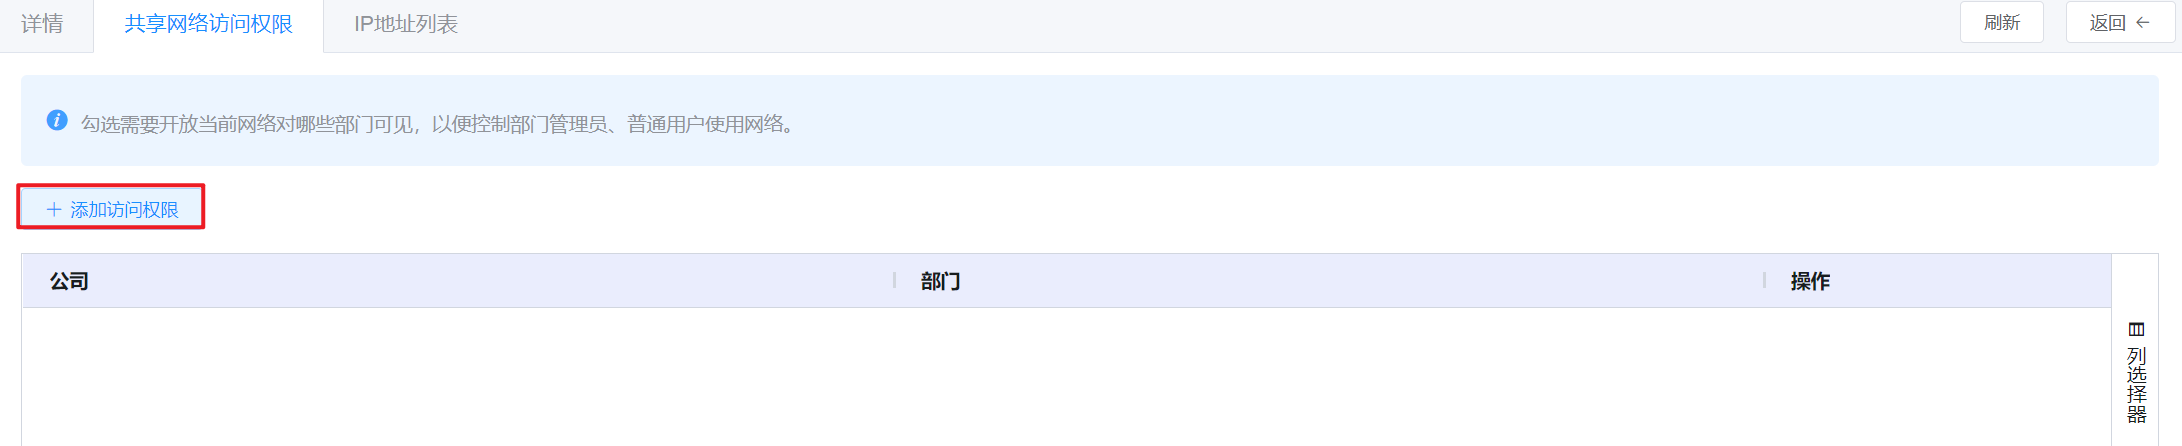 详情
共享网络访问权限
IP地址列表
刷新
返回 ←
勾选需要开放当前网络对哪些部门可见，以便控制部门管理员、普通用户使用网络。
+ 添加访问权限
公司
部门
操作
列选择器